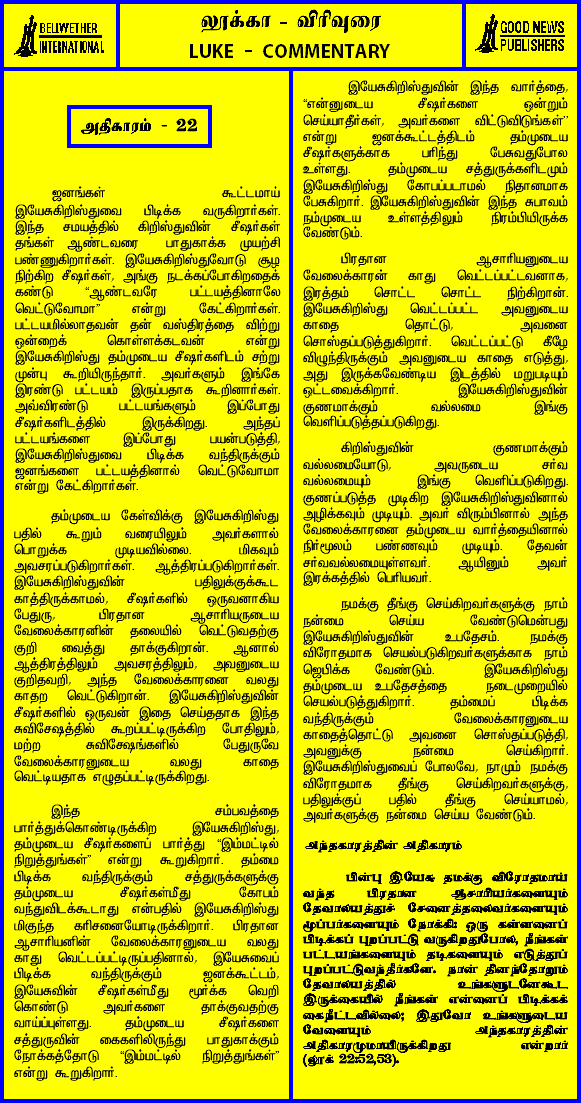 BELWETHER
INTERNATIONAL
லூக்கா - விரிவுரை
LUKE - COMMENTARY
GOOD NEWS
PUBLISHERS
அதிகாரம் - 22
ஜனங்கள் கூட்டமாய்
இயேசுகிறிஸ்துவை பிடிக்க வருகிறார்கள்.
இந்த சமயத்தில் கிறிஸ்துவின் சீஷர்கள்
தங்கள் ஆண்டவரை பாதுகாக்க முயற்சி
பண்ணுகிறார்கள். இயேசுகிறிஸ்துவோடு சூழ
நிற்கிற சீஷர்கள், அங்கு நடக்கப்போகிறதைக்
கண்டு “ஆண்டவரே பட்டயத்தினாலே
வெட்டுவோமா” என்று கேட்கிறார்கள்.
பட்டயமில்லாதவன் தன் வஸ்திரத்தை விற்று
ஒன்றைக் கொள்ளக்கடவன் என்று
இயேசுகிறிஸ்து தம்முடைய சீஷர்களிடம் சற்று
முன்பு கூறியிருந்தார். அவர்களும் இங்கே
இரண்டு பட்டயம் இருப்பதாக கூறினார்கள்.
அவ்விரண்டு பட்டயங்களும் இப்போது
சீஷர்களிடத்தில் இருக்கிறது. அந்தப்
பட்டயங்களை இப்போது பயன்படுத்தி,
இயேசுகிறிஸ்துவை பிடிக்க வந்திருக்கும்
ஜனங்களை பட்டயத்தினால் வெட்டுவோமா
என்று கேட்கிறார்கள்.
தம்முடைய கேள்விக்கு இயேசுகிறிஸ்து
பதில் கூறும் வரையிலும் அவர்களால்
பொறுக்க முடியவில்லை. மிகவும்
அவசரப்படுகிறார்கள். ஆத்திரப்படுகிறார்கள்.
இயேசுகிறிஸ்துவின் பதிலுக்குக்கூட
காத்திருக்காமல், சீஷர்களில் ஒருவனாகிய
பேதுரு, பிரதான ஆசாரியருடைய
வேலைக்காரனின் தலையில் வெட்டுவதற்கு
குறி வைத்து தாக்குகிறான். ஆனால்
ஆத்திரத்திலும் அவசரத்திலும், அவனுடைய
குறிதவறி, அந்த வேலைக்காரனை வலது
காதற வெட்டுகிறான். இயேசுகிறிஸ்துவின்
சீஷர்களில் ஒருவன் இதை செய்ததாக இந்த
சுவிசேஷத்தில் கூறப்பட்டிருக்கிற போதிலும்,
மற்ற சுவிசேஷங்களில் பேதுருவே
வேலைக்காரனுடைய வலது காதை
வெட்டியதாக எழுதப்பட்டிருக்கிறது.
இந்த சம்பவத்தை
பார்த்துக்கொண்டிருக்கிற இயேசுகிறிஸ்து,
தம்முடைய சீஷர்களைப் பார்த்து “இம்மட்டில்
நிறுத்துங்கள்” என்று கூறுகிறார். தம்மை
பிடிக்க வந்திருக்கும் சத்துருக்களுக்கு
தம்முடைய சீஷர்கள்மீது கோபம்
வந்துவிடக்கூடாது என்பதில் இயேசுகிறிஸ்து
மிகுந்த கரிசனையோடிருக்கிறார். பிரதான
ஆசாரியனின் வேலைக்காரனுடைய வலது
காது வெட்டப்பட்டிருப்பதினால், இயேசுவைப்
பிடிக்க வந்திருக்கும் ஜனக்கூட்டம்,
இயேசுவின் சீஷர்கள்மீது மூர்க்க வெறி
கொண்டு அவர்களை தாக்குவதற்கு
வாய்ப்புள்ளது. தம்முடைய சீஷர்களை
சத்துருவின் கைகளிலிருந்து பாதுகாக்கும்
நோக்கத்தோடு “இம்மட்டில் நிறுத்துங்கள்”
என்று கூறுகிறார்.
இயேசுகிறிஸ்துவின் இந்த வார்த்தை,
“என்னுடைய சீஷர்களை ஒன்றும்
செய்யாதீர்கள், அவர்களை விட்டுவிடுங்கள்”
என்று ஜனக்கூட்டத்திடம் தம்முடைய
சீஷர்களுக்காக பரிந்து பேசுவதுபோல
உள்ளது. தம்முடைய சத்துருக்களிடமும்
இயேசுகிறிஸ்து கோபப்படாமல் நிதானமாக
பேசுகிறார். இயேசுகிறிஸ்துவின் இந்த சுபாவம்
நம்முடைய உள்ளத்திலும் நிரம்பியிருக்க
வேண்டும்.
பிரதான ஆசாரியனுடைய
வேலைக்காரன் காது வெட்டப்பட்டவனாக,
இரத்தம் சொட்ட சொட்ட நிற்கிறான்.
இயேசுகிறிஸ்து வெட்டப்பட்ட அவனுடைய
காதை தொட்டு, அவனை
சொஸ்தப்படுத்துகிறார். வெட்டப்பட்டு கீழே
விழுந்திருக்கும் அவனுடைய காதை எடுத்து,
அது இருக்கவேண்டிய இடத்தில் மறுபடியும்
ஒட்டவைக்கிறார். இயேசுகிறிஸ்துவின்
குணமாக்கும் வல்லமை இங்கு
வெளிப்படுத்தப்படுகிறது.
கிறிஸ்துவின் குணமாக்கும்
வல்லமையோடு, அவருடைய சர்வ
வல்லமையும் இங்கு வெளிப்படுகிறது.
குணப்படுத்த முடிகிற இயேசுகிறிஸ்துவினால்
அழிக்கவும் முடியும். அவர் விரும்பினால் அந்த
வேலைக்காரனை தம்முடைய வார்த்தையினால்
நிர்மூலம் பண்ணவும் முடியும். தேவன்
சர்வவல்லமையுள்ளவர். ஆயினும் அவர்
இரக்கத்தில் பெரியவர்.
நமக்கு தீங்கு செய்கிறவர்களுக்கு நாம்
நன்மை செய்ய வேண்டுமென்பது
இயேசுகிறிஸ்துவின் உபதேசம். நமக்கு
விரோதமாக செயல்படுகிறவர்களுக்காக நாம்
ஜெபிக்க வேண்டும். இயேசுகிறிஸ்து
தம்முடைய உபதேசத்தை நடைமுறையில்
செயல்படுத்துகிறார். தம்மைப் பிடிக்க
வந்திருக்கும் வேலைக்காரனுடைய
காதைத்தொட்டு அவனை சொஸ்தப்படுத்தி,
அவனுக்கு நன்மை செய்கிறார்.
இயேசுகிறிஸ்துவைப் போலவே, நாமும் நமக்கு
விரோதமாக தீங்கு செய்கிறவர்களுக்கு,
பதிலுக்குப் பதில் தீங்கு செய்யாமல்,
அவர்களுக்கு நன்மை செய்ய வேண்டும்.
அந்தகாரத்தின் அதிகாரம்
பின்பு இயேசு தமக்கு விரோதமாய்
வந்த பிரதான ஆசாரியர்களையும்
தேவாலயத்துச் சேனைத்தலைவர்களையும்
மூப்பர்களையும் நோக்கி: ஒரு கள்ளனைப்
பிடிக்கப் புறப்பட்டு வருகிறதுபோல, நீங்கள்
பட்டயங்களையும் தடிகளையும் எடுத்துப்
புறப்பட்டுவந்தீர்களே. நான் தினந்தோறும்
தேவாலயத்தில் உங்களுடனேகூட
இருக்கையில் நீங்கள் என்னைப் பிடிக்கக்
கைநீட்டவில்லை; இதுவோ உங்களுடைய
வேளையும் அந்தகாரத்தின்
அதிகாரமுமாயிருக்கிறது என்றார்
(லூக் 22:52,53).